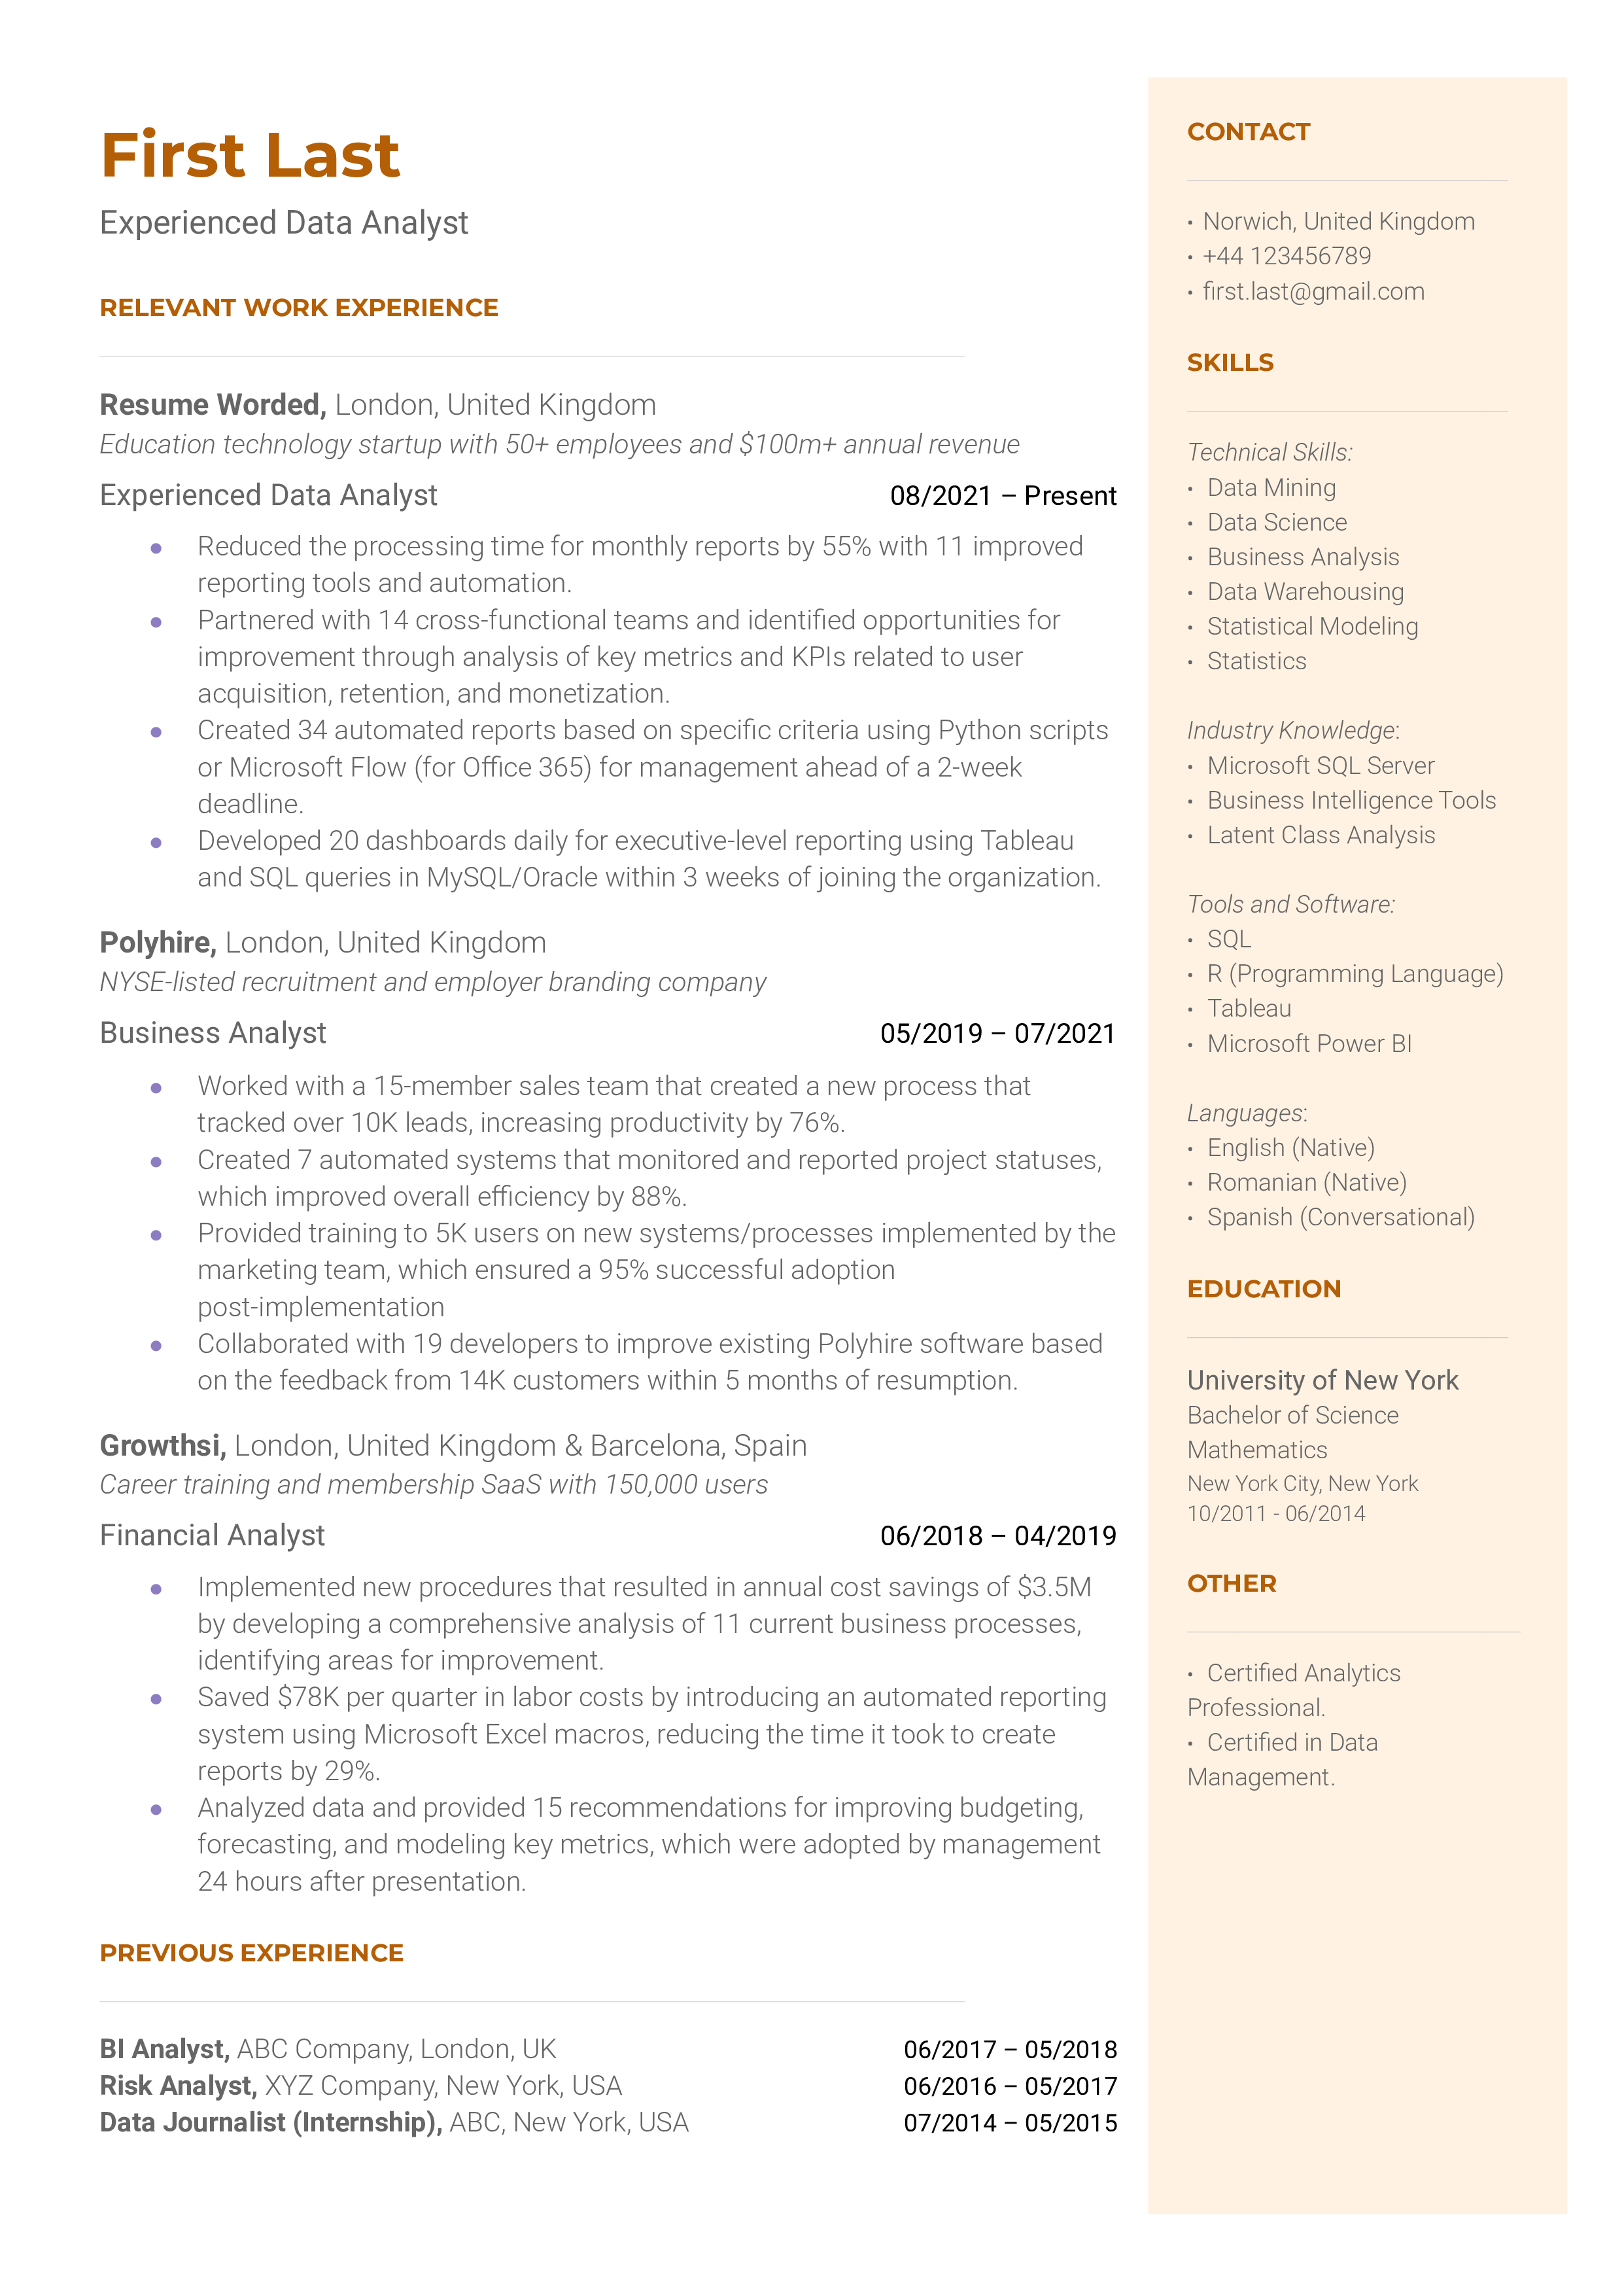 First Last
Experienced Data Analyst
RELEVANT WORK EXPERIENCE
Resume Worded, London, United Kingdom
Education technology startup with 50+ employees and $100m+ annual revenue
Experienced Data Analyst 08/2021 – Present
● Reduced the processing time for monthly reports by 55% with 11 improved
reporting tools and automation.
● Partnered with 14 cross-functional teams and identified opportunities for
improvement through analysis of key metrics and KPIs related to user
acquisition, retention, and monetization.
● Created 34 automated reports based on specific criteria using Python scripts
or Microsoft Flow (for Office 365) for management ahead of a 2-week
deadline.
● Developed 20 dashboards daily for executive-level reporting using Tableau
and SQL queries in MySQL/Oracle within 3 weeks of joining the organization.
Polyhire, London, United Kingdom
NYSE-listed recruitment and employer branding company
Business Analyst 05/2019 – 07/2021
● Worked with a 15-member sales team that created a new process that
tracked over 10K leads, increasing productivity by 76%.
● Created 7 automated systems that monitored and reported project statuses,
which improved overall efficiency by 88%.
● Provided training to 5K users on new systems/processes implemented by the
marketing team, which ensured a 95% successful adoption
post-implementation
● Collaborated with 19 developers to improve existing Polyhire software based
on the feedback from 14K customers within 5 months of resumption.
Growthsi, London, United Kingdom & Barcelona, Spain
Career training and membership SaaS with 150,000 users
Financial Analyst 06/2018 – 04/2019
● Implemented new procedures that resulted in annual cost savings of $3.5M
by developing a comprehensive analysis of 11 current business processes,
identifying areas for improvement.
● Saved $78K per quarter in labor costs by introducing an automated reporting
system using Microsoft Excel macros, reducing the time it took to create
reports by 29%.
● Analyzed data and provided 15 recommendations for improving budgeting,
forecasting, and modeling key metrics, which were adopted by management
24 hours after presentation.
PREVIOUS EXPERIENCE
BI Analyst, ABC Company, London, UK 06/2017 – 05/2018
Risk Analyst, XYZ Company, New York, USA 06/2016 – 05/2017
Data Journalist (Internship), ABC, New York, USA 07/2014 – 05/2015
CONTACT
• Norwich, United Kingdom
• +44 123456789
• first.last@gmail.com
SKILLS
Technical Skills:
• Data Mining
• Data Science
• Business Analysis
• Data Warehousing
• Statistical Modeling
• Statistics
Industry Knowledge:
• Microsoft SQL Server
• Business Intelligence Tools
• Latent Class Analysis
Tools and Software:
• SQL
• R (Programming Language)
• Tableau
• Microsoft Power BI
Languages:
• English (Native)
• Romanian (Native)
• Spanish (Conversational)
EDUCATION
University of New York
Bachelor of Science
Mathematics
New York City, New York
10/2011 - 06/2014
OTHER
• Certified Analytics
Professional.
• Certified in Data
Management.